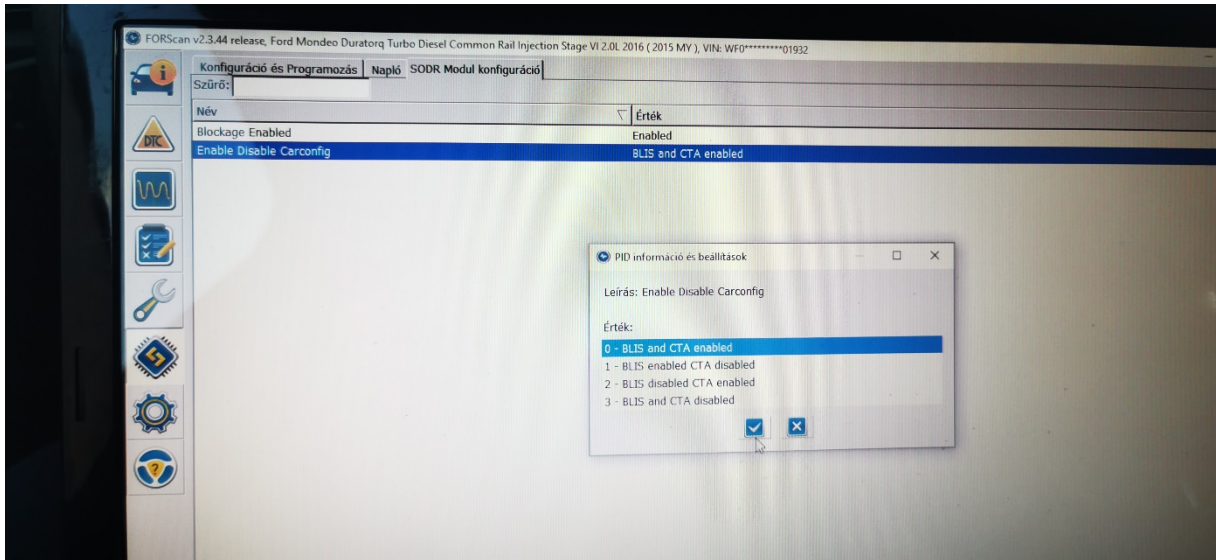 FORScan v2.3.44 release, Ford Mondeo Duratorq Turbo Diesel Common Rail Injection Stage VI 2.0L 2016 ( 2015 MY ), VIN: WF0*********01932
Konfiguráció és Programozás Napló SODR Modul konfiguráció
Szűrő:
Név Érték
Blockage Enabled Enabled
Enable Disable Carconfig BLIS and CTA enabled
DTC
PID információ és beállítások
Leírás: Enable Disable Carconfig
Érték:
0 - BLIS and CTA enabled
1 - BLIS enabled CTA disabled
2 - BLIS disabled CTA enabled
3 - BLIS and CTA disabled